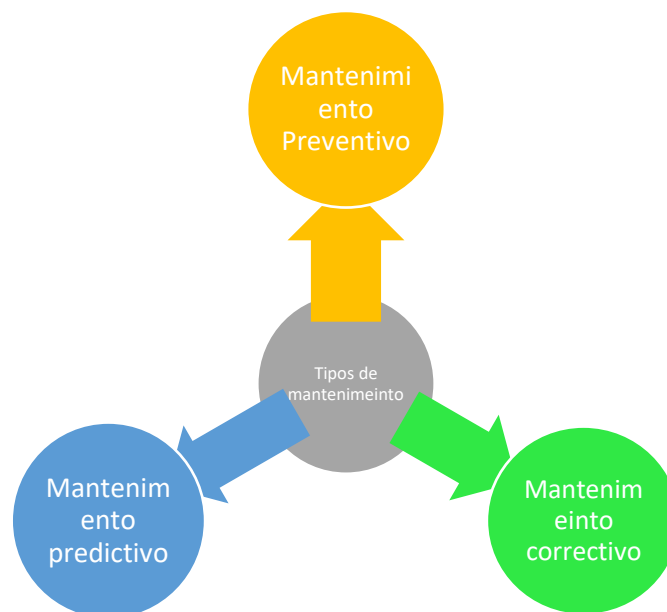 Mantenimi
ento
Preventivo
Tipos de
mantenimeinto
Mantenim
ento
predictivo
Mantenim
einto
correctivo